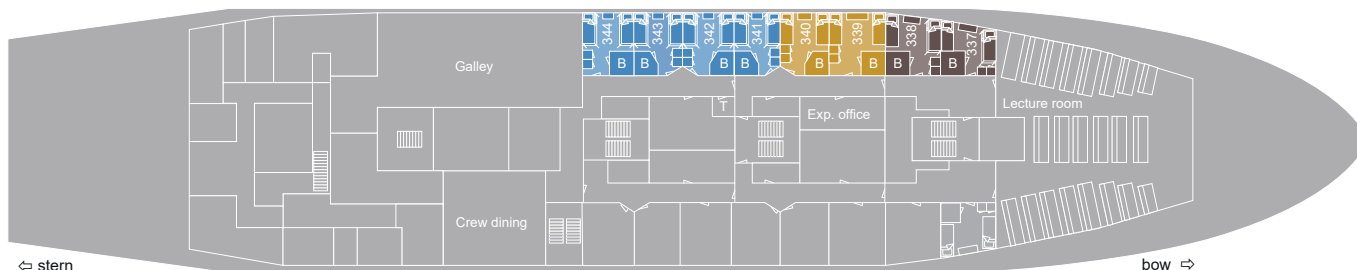 344 343 342 341 340 339 338 337
B B B B B B B B
Galley
T
Exp. office
Lecture room
Crew dining
⇦ stern
bow ⇨